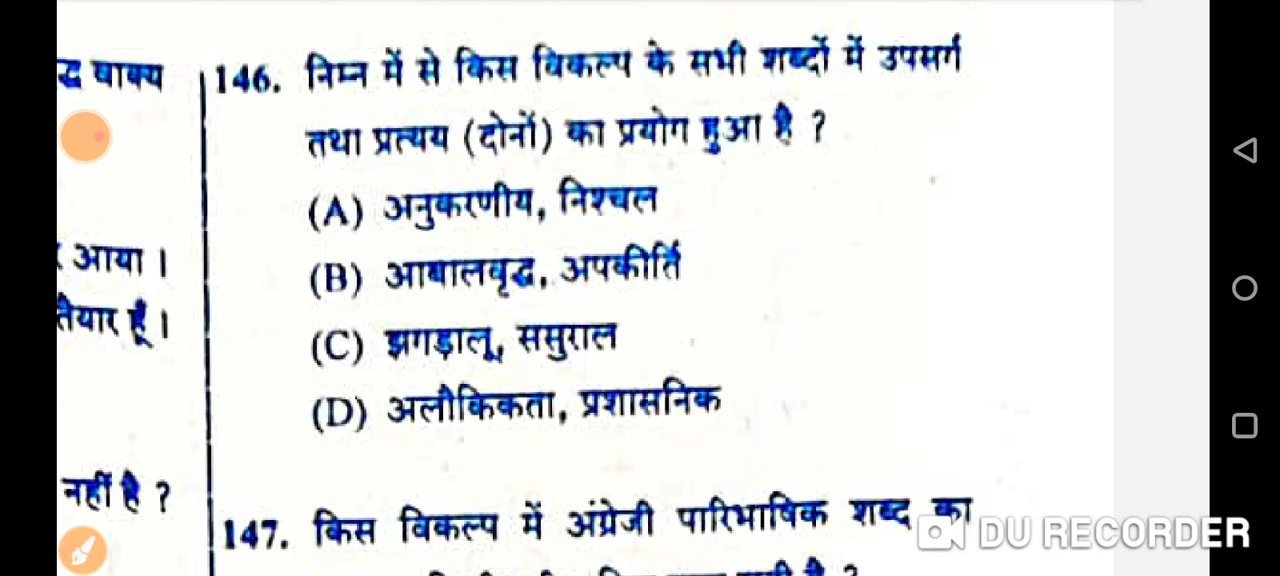 द्ध वाक्य
आया ।
तैयार हूँ ।
नहीं है ?
146. निम्न में से किस विकल्प के सभी शब्दों में उपसर्ग
तथा प्रत्यय (दोनों) का प्रयोग हुआ है ?
(A) अनुकरणीय, निश्चल
(B) आबालवृद्ध, अपकीर्ति
(C) झगड़ालू, ससुराल
(D) अलौकिकता, प्रशासनिक
147. किस विकल्प में अंग्रेजी पारिभाषिक शब्द का
DU RECORDER